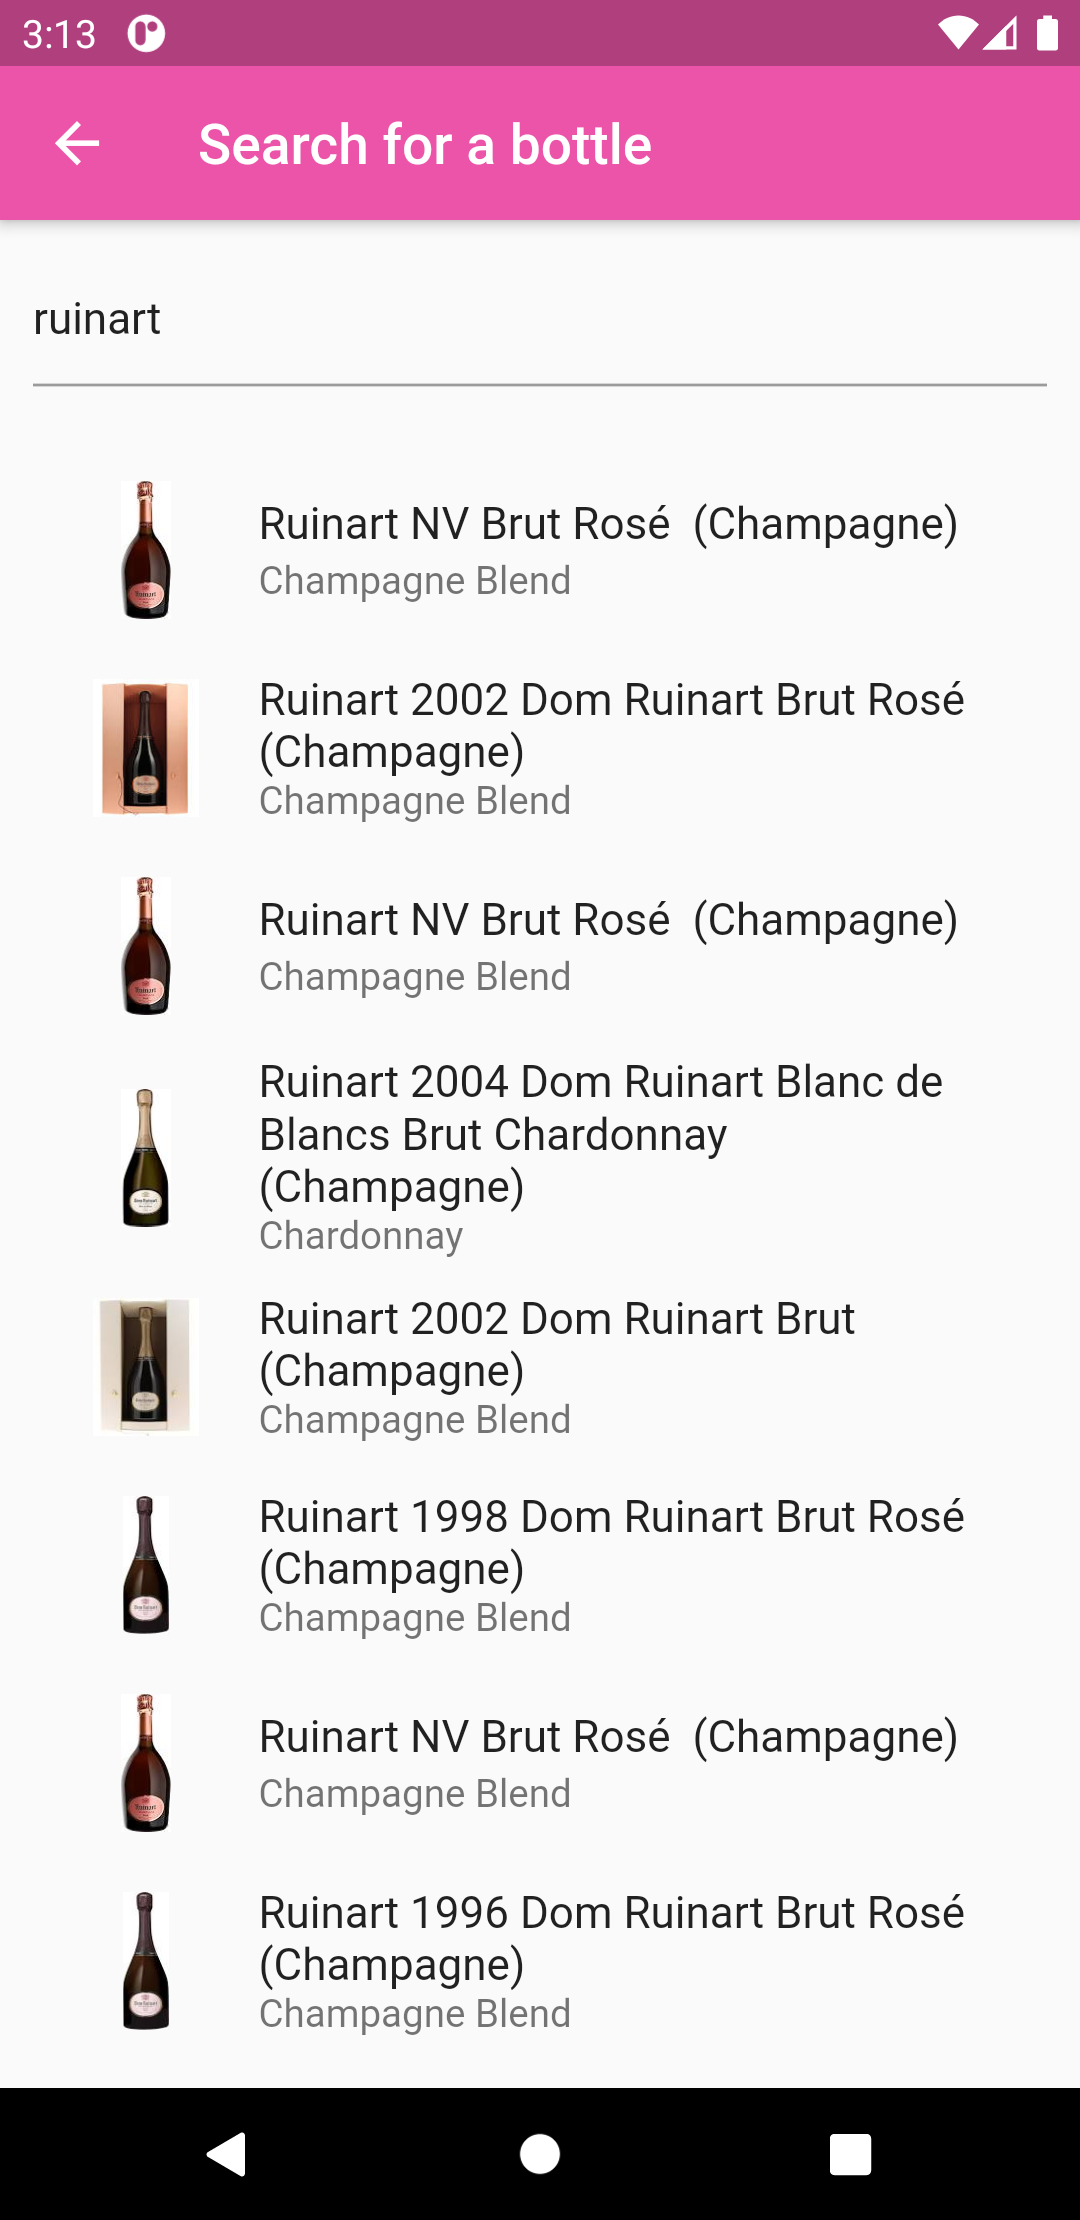 3:13
Search for a bottle
ruinart
Ruinart NV Brut Rosé  (Champagne)
Champagne Blend
Ruinart 2002 Dom Ruinart Brut Rosé
(Champagne)
Champagne Blend
Ruinart NV Brut Rosé  (Champagne)
Champagne Blend
Ruinart 2004 Dom Ruinart Blanc de
Blancs Brut Chardonnay
(Champagne)
Chardonnay
Ruinart 2002 Dom Ruinart Brut
(Champagne)
Champagne Blend
Ruinart 1998 Dom Ruinart Brut Rosé
(Champagne)
Champagne Blend
Ruinart NV Brut Rosé  (Champagne)
Champagne Blend
Ruinart 1996 Dom Ruinart Brut Rosé
(Champagne)
Champagne Blend